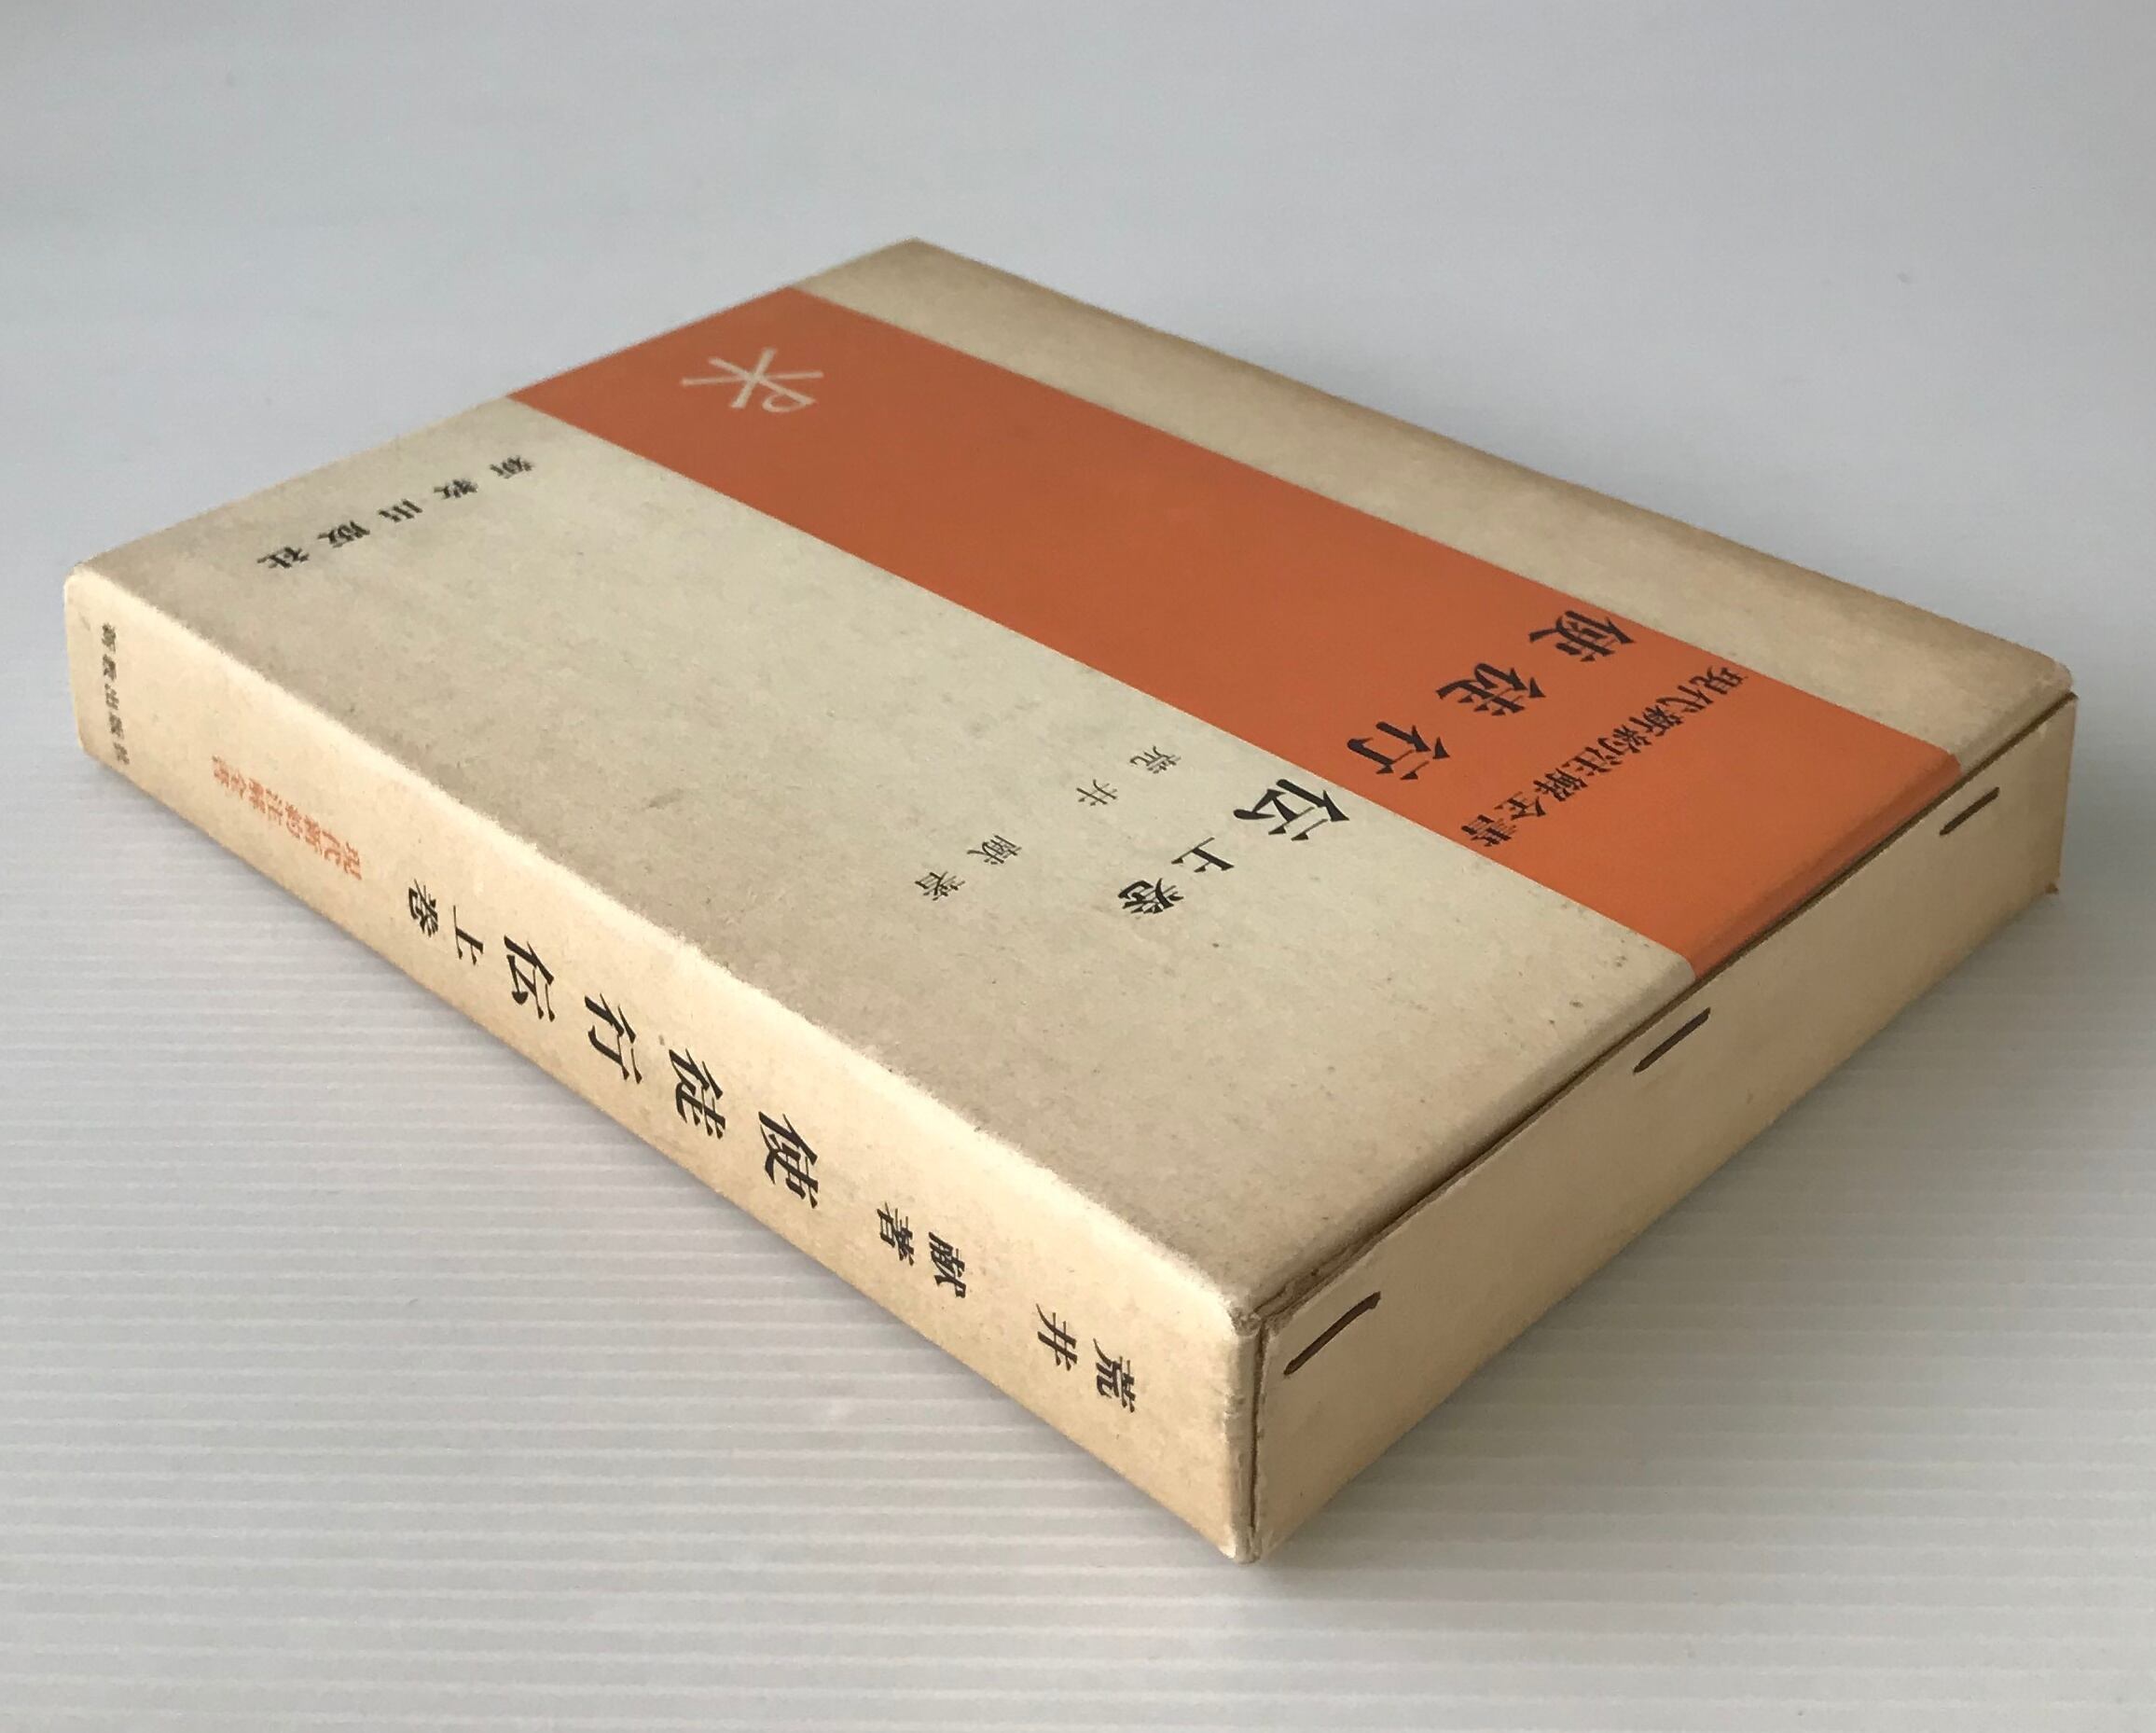 現代新約注解全書
使徒行伝 上巻
荒井 献 著
新教出版社
荒井 献著
使徒行伝 上巻
現代新約注解全書
新教出版社